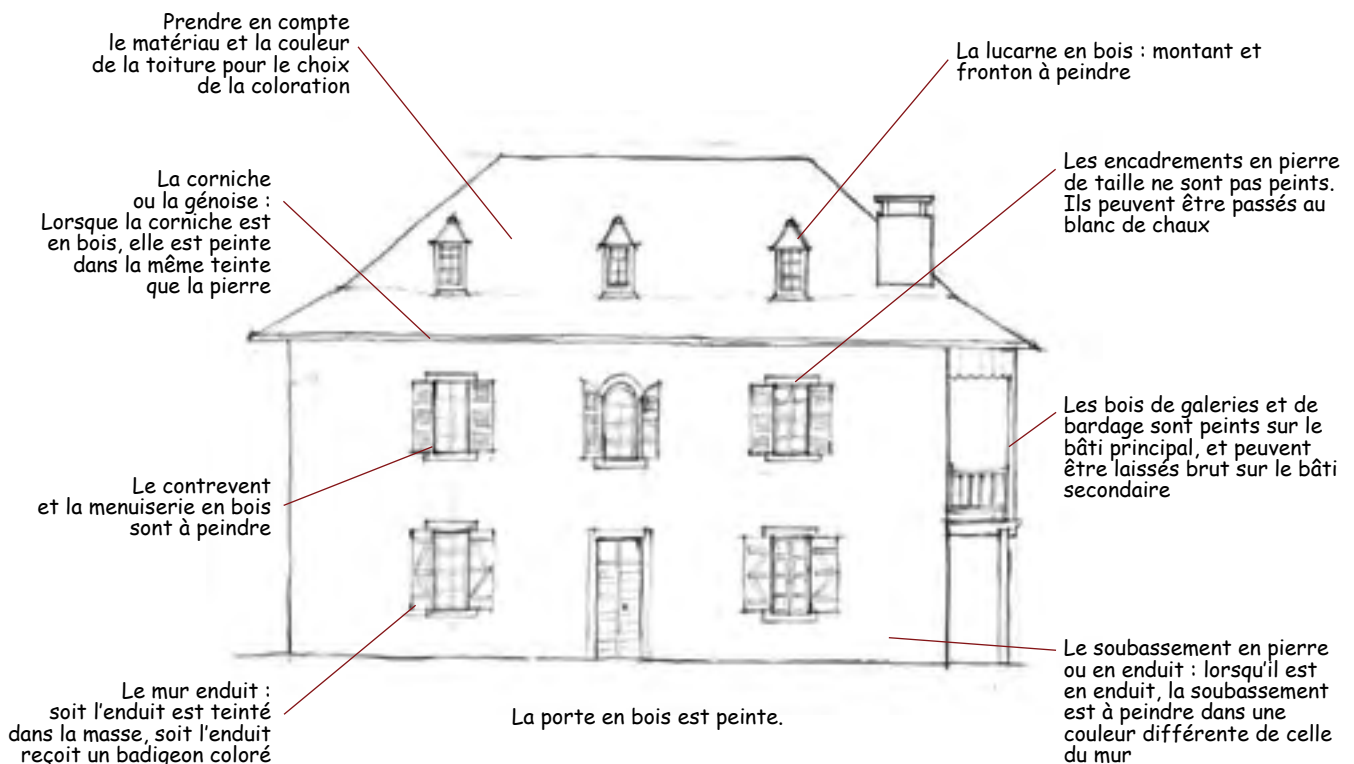 Prendre en compte
le matériau et la couleur
de la toiture pour le choix
de la coloration
La lucarne en bois : montant et
fronton à peindre
La corniche
ou la génoise :
Lorsque la corniche est
en bois, elle est peinte
dans la même teinte
que la pierre
Les encadrements en pierre
de taille ne sont pas peints.
Ils peuvent être passés au
blanc de chaux
Le contrevent
et la menuiserie en bois
sont à peindre
Les bois de galeries et de
bardage sont peints sur le
bâti principal, et peuvent
être laissés brut sur le bâti
secondaire
Le mur enduit :
soit l'enduit est teinté
dans la masse, soit l'enduit
reçoit un badigeon coloré
La porte en bois est peinte.
Le soubassement en pierre
ou en enduit : lorsqu'il est
en enduit, la soubassement
est à peindre dans une
couleur différente de celle
du mur